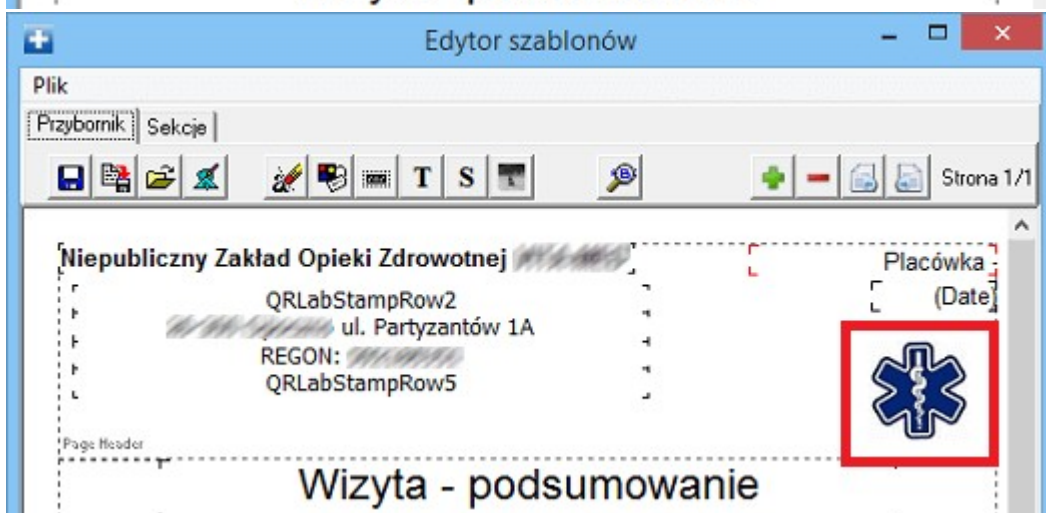 Edytor szablonów
Plik
Przybornik Sekcje
T S B Strona 1/1
Niepubliczny Zakład Opieki Zdrowotnej
Placówka
(Date)
QRLabStampRow2
ul. Partyzantów 1A
REGON:
QRLabStampRow5
Page Header
Wizyta - podsumowanie